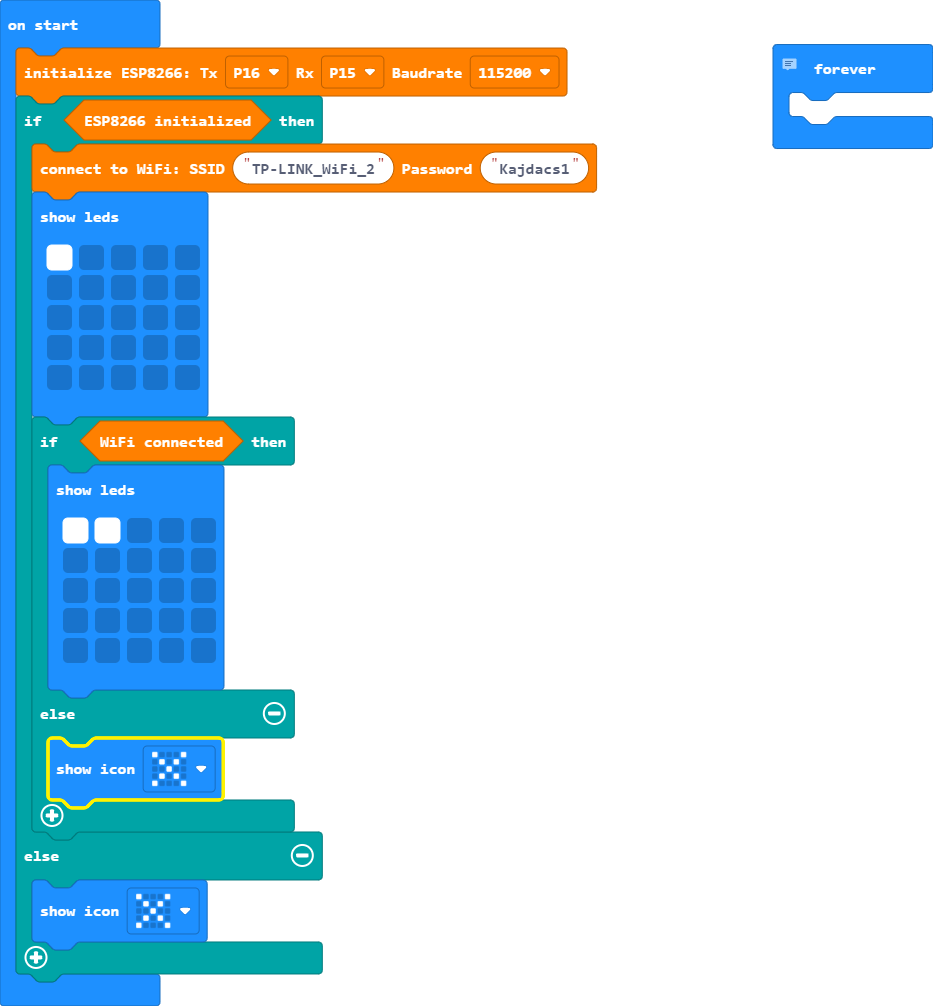 on start
initialize ESP8266: Tx P16 Rx P15 Baudrate 115200
if ESP8266 initialized then
connect to WiFi: SSID "TP-LINK_WiFi_2" Password "Kajdacs1"
show leds
if WiFi connected then
show leds
else
show icon
else
show icon
forever